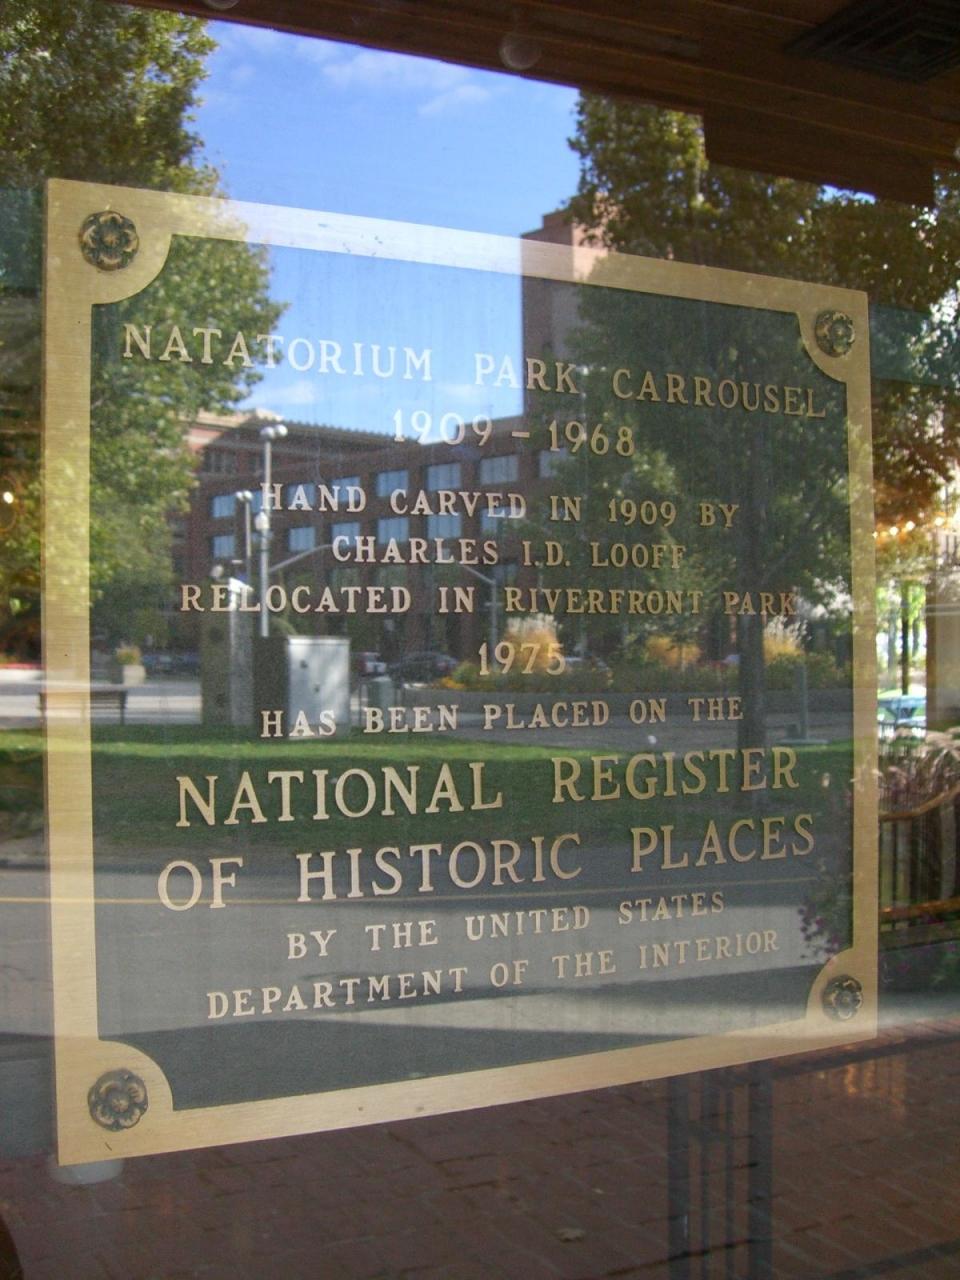 NATATORIUM PARK CARROUSEL
1909 - 1968
HAND CARVED IN 1909 BY
CHARLES I.D. LOOFF
RELOCATED IN RIVERFRONT PARK
1975
HAS BEEN PLACED ON THE
NATIONAL REGISTER
OF HISTORIC PLACES
BY THE UNITED STATES
DEPARTMENT OF THE INTERIOR